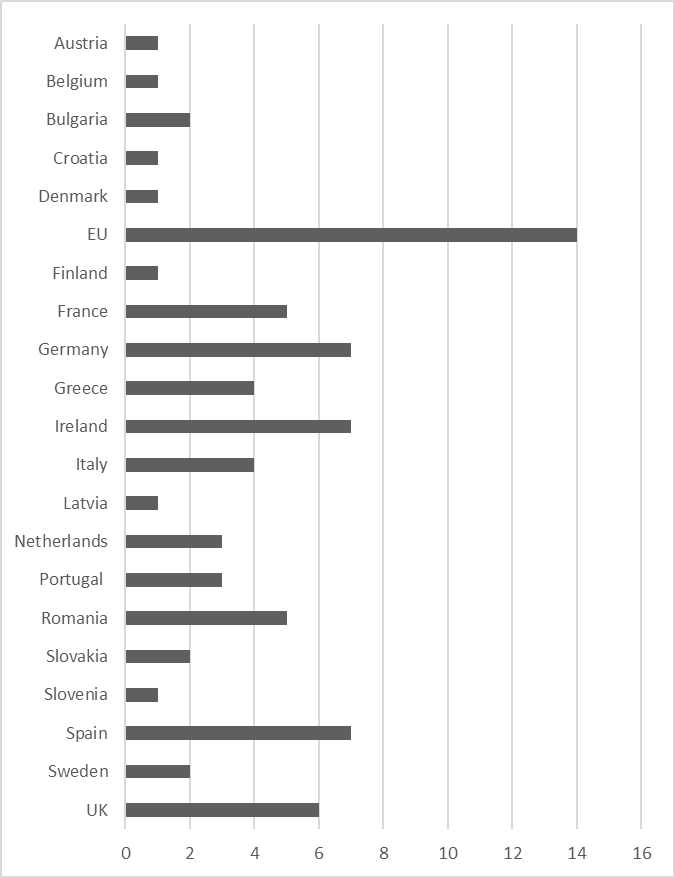 Austria
Belgium
Bulgaria
Croatia
Denmark
EU
Finland
France
Germany
Greece
Ireland
Italy
Latvia
Netherlands
Portugal
Romania
Slovakia
Slovenia
Spain
Sweden
UK
0 2 4 6 8 10 12 14 16